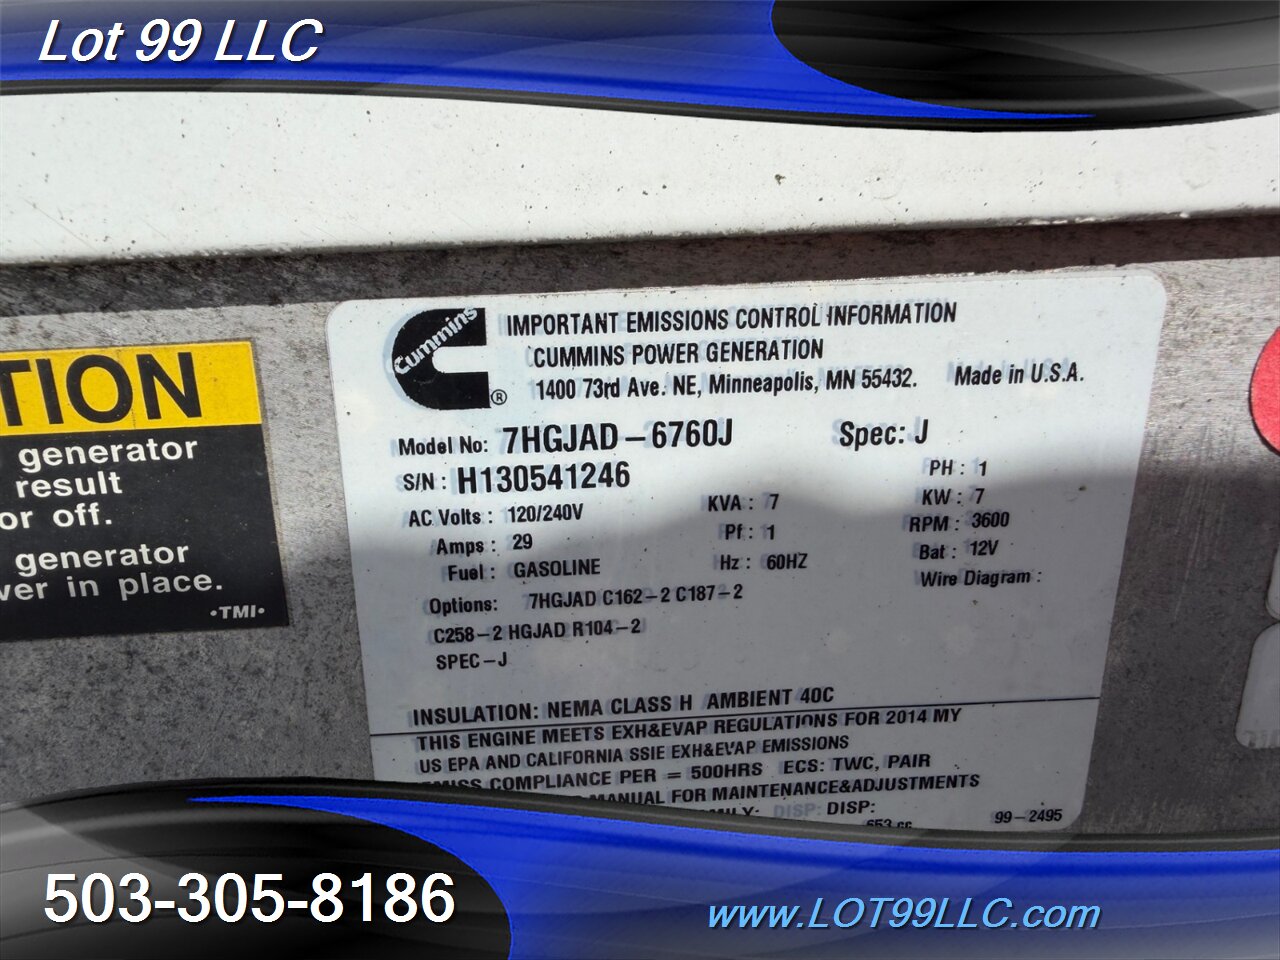 Lot 99 LLC
Cummins
®
IMPORTANT EMISSIONS CONTROL INFORMATION
CUMMINS POWER GENERATION
1400 73rd Ave. NE, Minneapolis, MN 55432. Made in U.S.A.
Model No: 7HGJAD-6760J Spec: J
S/N : H130541246 PH : 1
AC Volts : 120/240V KVA : 7 KW : 7
Amps : 29 Pf : 1 RPM : 3600
Fuel : GASOLINE Hz : 60HZ Bat : 12V
Wire Diagram :
Options: 7HGJAD C162-2 C187-2
C258-2 HGJAD R104-2
SPEC-J
INSULATION: NEMA CLASS H AMBIENT 40C
THIS ENGINE MEETS EXH&EVAP REGULATIONS FOR 2014 MY
US EPA AND CALIFORNIA SSIE EXH&EVAP EMISSIONS
COMPLIANCE PER = 500HRS ECS: TWC, PAIR
MANUAL FOR MAINTENANCE&ADJUSTMENTS
DISP: DISP:
653 cc 99-2495
TION
generator
result
or off.
generator
ver in place.
•TMI•
503-305-8186
www.LOT99LLC.com